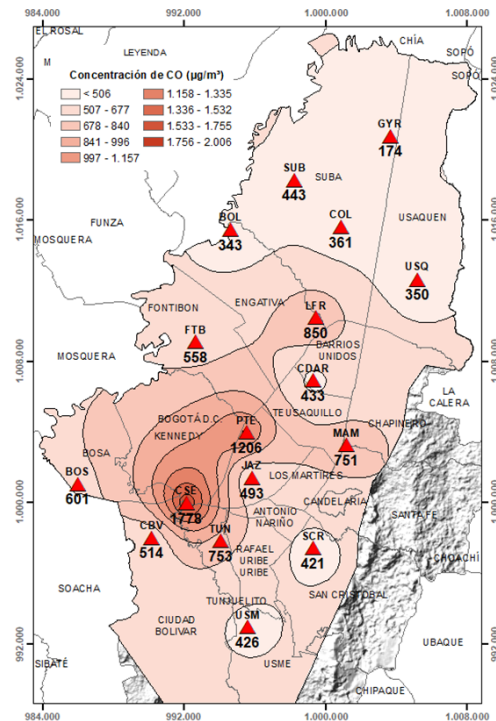 984.000 992.000 1.000.000 1.008.000
EL ROSAL
M
LEYENDA
CHÍA
SOPÓ
SOPÓ
1.024.000
Concentración de CO (µg/m³)
< 506
507 - 677
678 - 840
841 - 996
997 - 1.157
1.158 - 1.335
1.336 - 1.532
1.533 - 1.755
1.756 - 2.006
GYR
174
SUB
443
SUBA
BOL
343
COL
361
USAQUEN
1.016.000
FUNZA
MOSQUERA
USQ
350
ENGATIVA
FONTIBON
LFR
850
FTB
558
BARRIOS
UNIDOS
1.008.000
MOSQUERA
CDAR
433
LA
CALERA
TEUSAQUILLO
BOGOTÁ D.C.
CHAPINERO
PTE
1206
KENNEDY
MAM
751
BOSA
JAZ
493
LOS MARTIRES
BOS
601
CSE
1778
CANDELARIA
1.000.000
SANTA FE
ANTONIO
NARIÑO
CBV
514
TUN
753
SCR
421
RAFAEL
URIBE
URIBE
CHOACHÍ
SOACHA
SAN CRISTOBAL
TUNJUELITO
CIUDAD
BOLIVAR
USM
426
UBAQUE
992.000
SIBATÉ
USME
CHIPAQUE
984.000 992.000 1.000.000 1.008.000